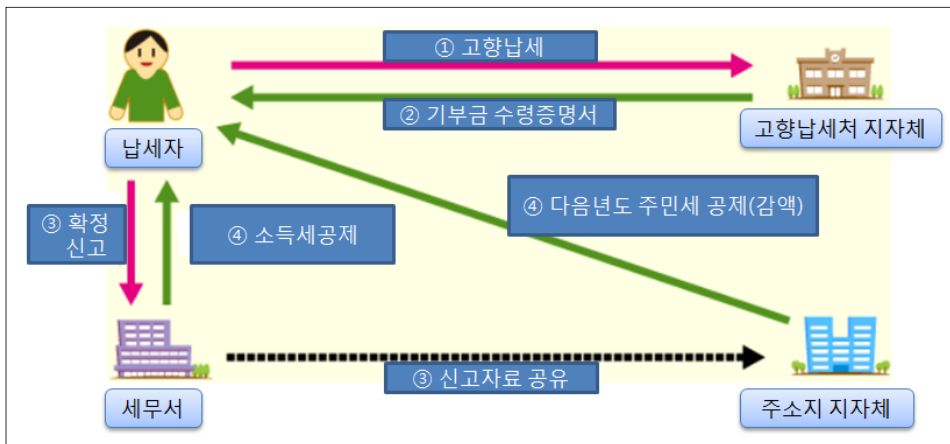 ① 고향납세
② 기부금 수령증명서
납세자
고향납세처 지자체
③ 확정
신고
④ 소득세공제
④ 다음년도 주민세 공제(감액)
③ 신고자료 공유
세무서
주소지 지자체